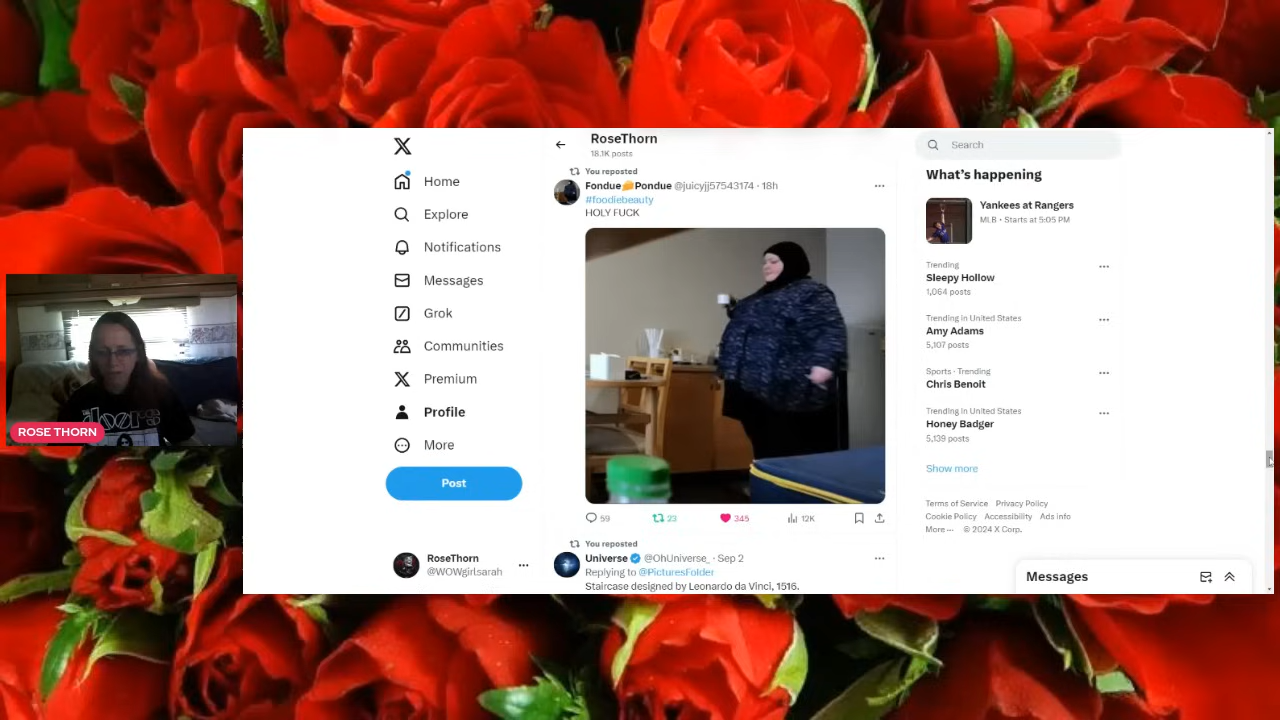 RoseThorn
18.1K posts
Search
Home
Explore
Notifications
Messages
Grok
Communities
Premium
Profile
More
Post
RoseThorn
@WOWgirlsarah
You reposted
Fondue🧀Pondue @juicyjj57543174 · 18h
#foodiebeauty
HOLY FUCK
59
23
345
12K
You reposted
Universe @OhUniverse_ · Sep 2
Replying to @PicturesFolder
Staircase designed by Leonardo da Vinci, 1516.
What's happening
Yankees at Rangers
MLB • Starts at 5:05 PM
Trending
Sleepy Hollow
1,064 posts
Trending in United States
Amy Adams
5,107 posts
Sports · Trending
Chris Benoit
Trending in United States
Honey Badger
5,139 posts
Show more
Terms of Service Privacy Policy
Cookie Policy Accessibility Ads info
More ··· © 2024 X Corp.
Messages
ROSE THORN